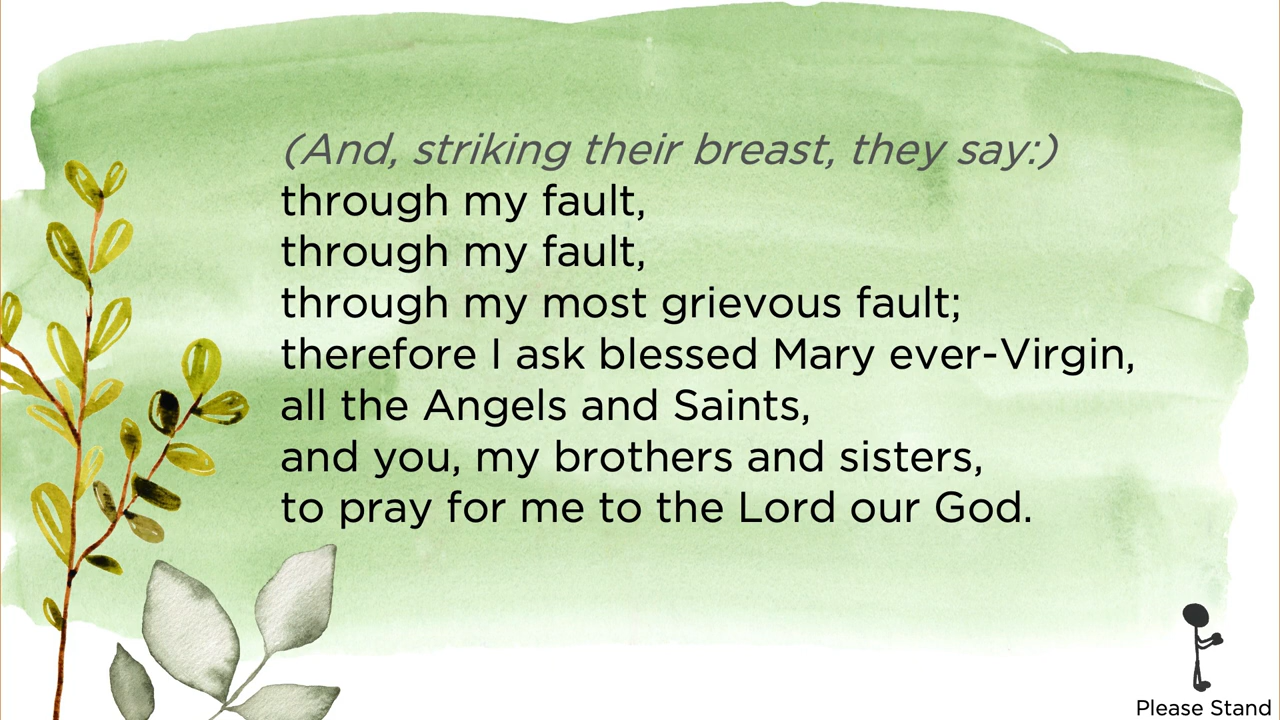 (And, striking their breast, they say:)
through my fault,
through my fault,
through my most grievous fault;
therefore I ask blessed Mary ever-Virgin,
all the Angels and Saints,
and you, my brothers and sisters,
to pray for me to the Lord our God.
Please Stand